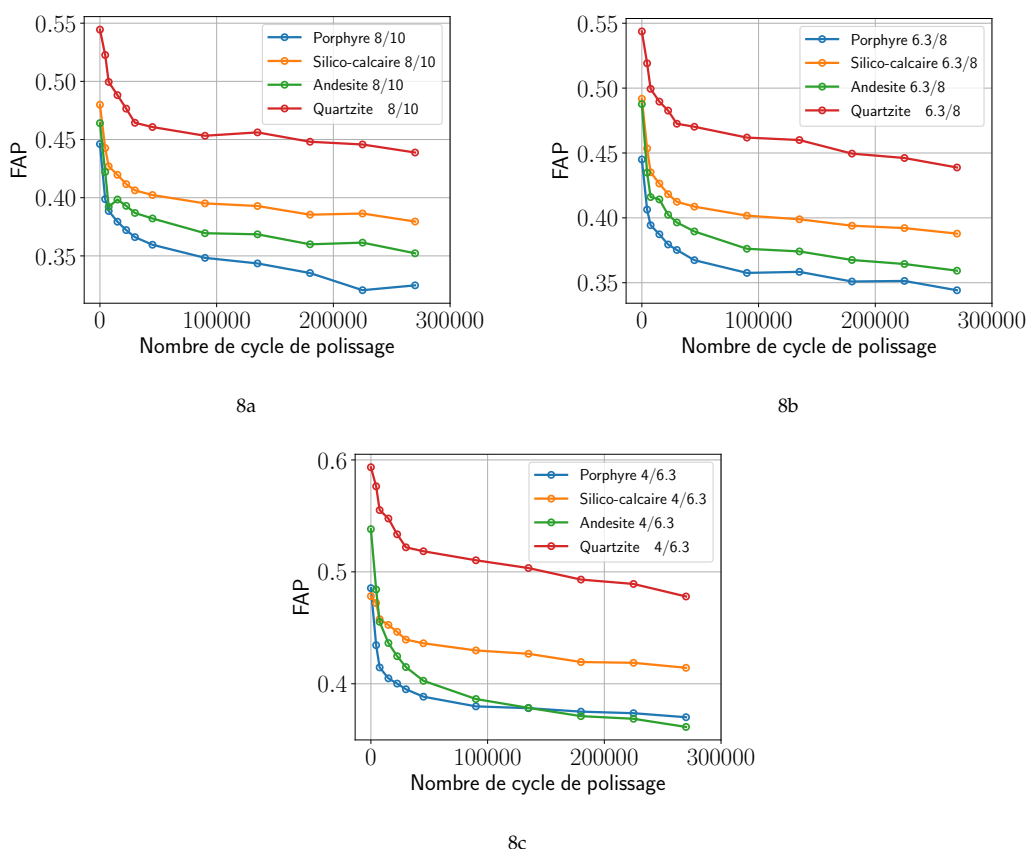 0.55
0.50
0.45
0.40
0.35
FAP
Porphyre 8/10
Silico-calcaire 8/10
Andesite 8/10
Quartzite 8/10
0
100000
200000
300000
Nombre de cycle de polissage
8a
0.55
0.50
0.45
0.40
0.35
FAP
Porphyre 6.3/8
Silico-calcaire 6.3/8
Andesite 6.3/8
Quartzite 6.3/8
0
100000
200000
300000
Nombre de cycle de polissage
8b
0.6
0.5
0.4
FAP
Porphyre 4/6.3
Silico-calcaire 4/6.3
Andesite 4/6.3
Quartzite 4/6.3
0
100000
200000
300000
Nombre de cycle de polissage
8c